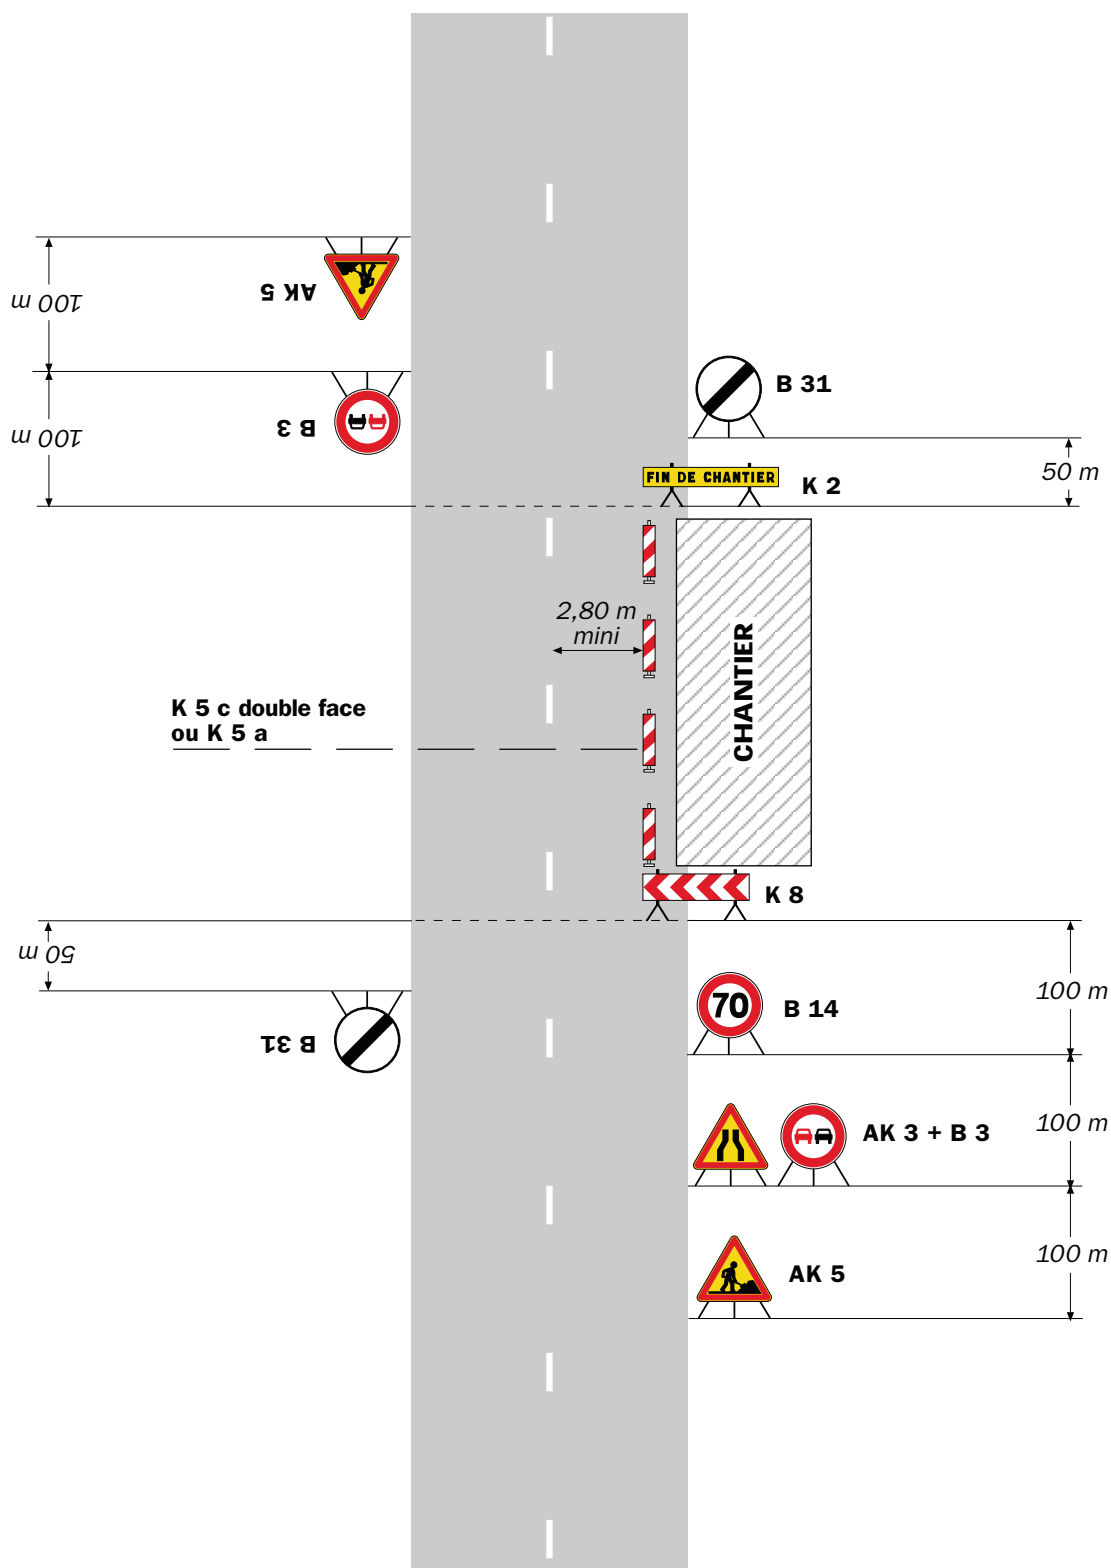 AK 5
100 m
B 3
100 m
B 31
50 m
FIN DE CHANTIER
K 2
2,80 m
mini
CHANTIER
K 5 c double face
ou K 5 a
K 8
50 m
B 31
70
B 14
100 m
AK 3 + B 3
100 m
AK 5
100 m